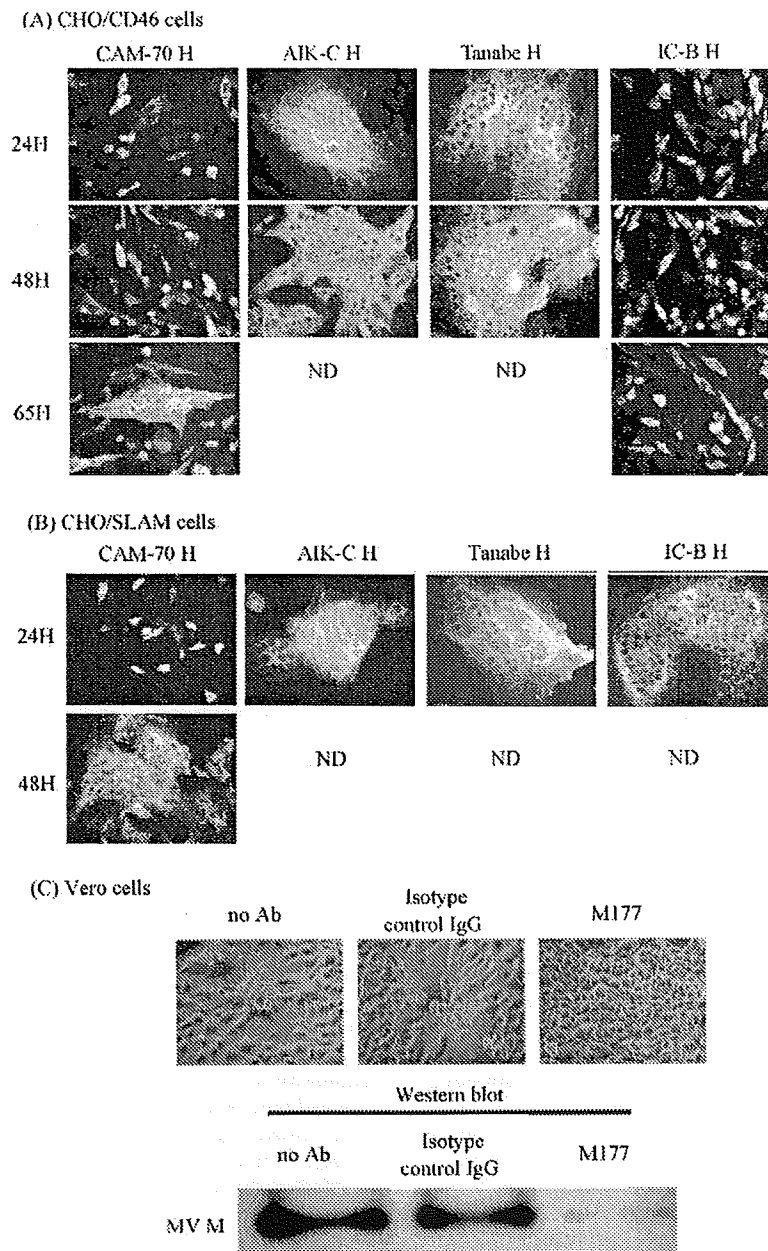 (A) CHO/CD46 cells
CAM-70 H AIK-C H Tanabe H IC-B H
24H
48H
65H ND ND
(B) CHO/SLAM cells
CAM-70 H AIK-C H Tanabe H IC-B H
24H
48H ND ND ND
(C) Vero cells
no Ab Isotype control IgG M177
Western blot
no Ab Isotype control IgG M177
MV M